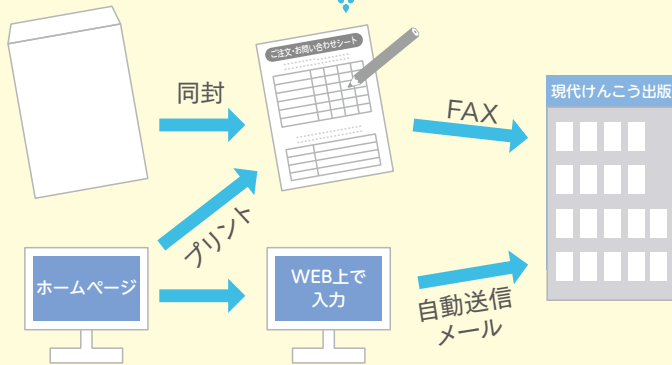 ご注文・お問い合わせシート
同封
FAX
現代けんこう出版
プリント
ホームページ
WEB上で
入力
自動送信
メール